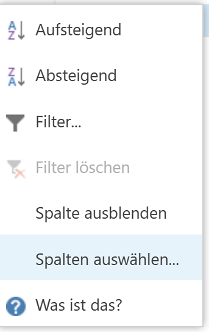 Aufsteigend
Absteigend
Filter...
Filter löschen
Spalte ausblenden
Spalten auswählen...
Was ist das?